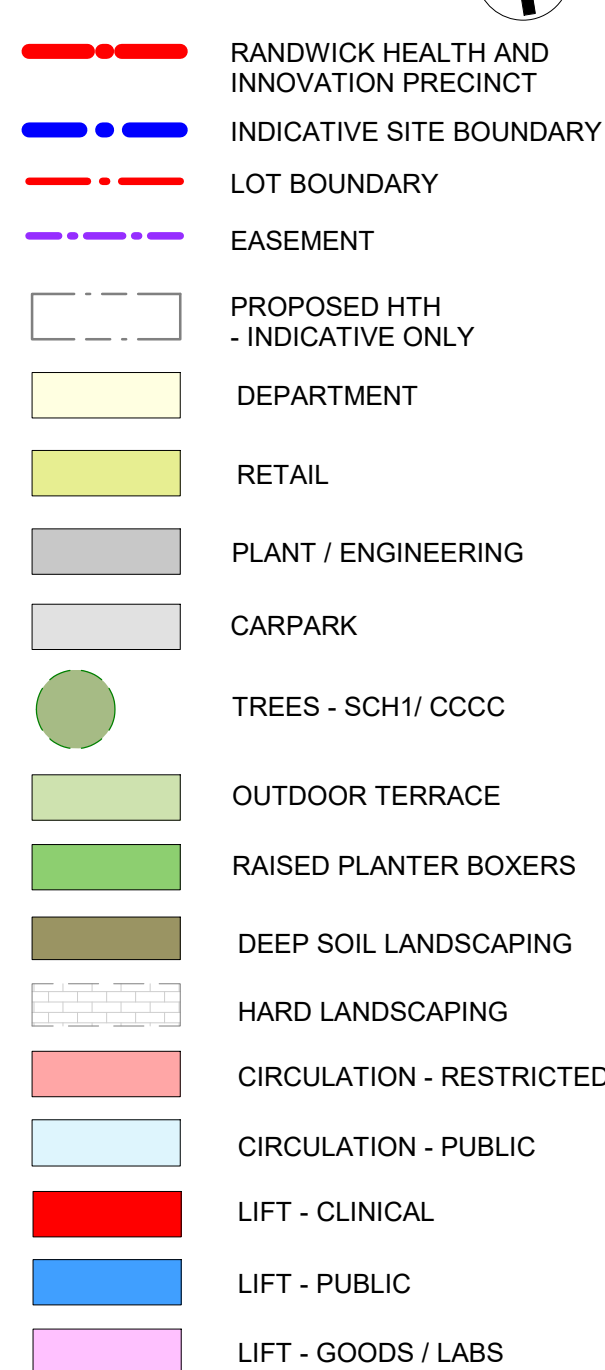 RANDWICK HEALTH AND
INNOVATION PRECINCT
INDICATIVE SITE BOUNDARY
LOT BOUNDARY
EASEMENT
PROPOSED HTH
- INDICATIVE ONLY
DEPARTMENT
RETAIL
PLANT / ENGINEERING
CARPARK
TREES - SCH1/ CCCC
OUTDOOR TERRACE
RAISED PLANTER BOXERS
DEEP SOIL LANDSCAPING
HARD LANDSCAPING
CIRCULATION - RESTRICTED
CIRCULATION - PUBLIC
LIFT - CLINICAL
LIFT - PUBLIC
LIFT - GOODS / LABS